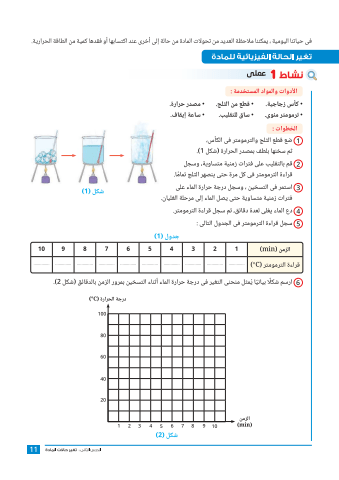 في حياتنا اليومية ، يمكننا ملاحظة العديد من تحولات المادة من حالة إلى أخرى عند اكتسابها أو فقدها كمية من الطاقة الحرارية.
تغير الحالة الفيزيائية للمادة
نشاط 1 عملي
الأدوات والمواد المستخدمة :
• كأس زجاجية. • قطع من الثلج. • مصدر حرارة.
• ترمومتر مئوي. • ساق للتقليب. • ساعة إيقاف.
الخطوات :
1 ضع قطع الثلج والترمومتر في الكأس،
ثم سخنها بلطف بمصدر الحرارة (شكل 1).
2 قم بالتقليب على فترات زمنية متساوية، وسجل
قراءة الترمومتر في كل مرة حتى ينصهر الثلج تمامًا.
3 استمر في التسخين ، وسجل درجة حرارة الماء على
فترات زمنية متساوية حتى يصل الماء إلى مرحلة الغليان.
شكل (1)
4 دع الماء يغلي لعدة دقائق، ثم سجل قراءة الترمومتر.
5 سجل قراءة الترمومتر في الجدول التالي :
جدول (1)
الزمن (min) 1 2 3 4 5 6 7 8 9 10
قراءة الترمومتر (°C)
6 ارسم شكلًا بيانيًا يُمثل منحنى التغير في درجة حرارة الماء أثناء التسخين بمرور الزمن بالدقائق (شكل 2).
درجة الحرارة (°C)
100
80
60
40
20
1 2 3 4 5 6 7 8 9 10
الزمن
(min)
شكل (2)
تغير حالات المادة
11